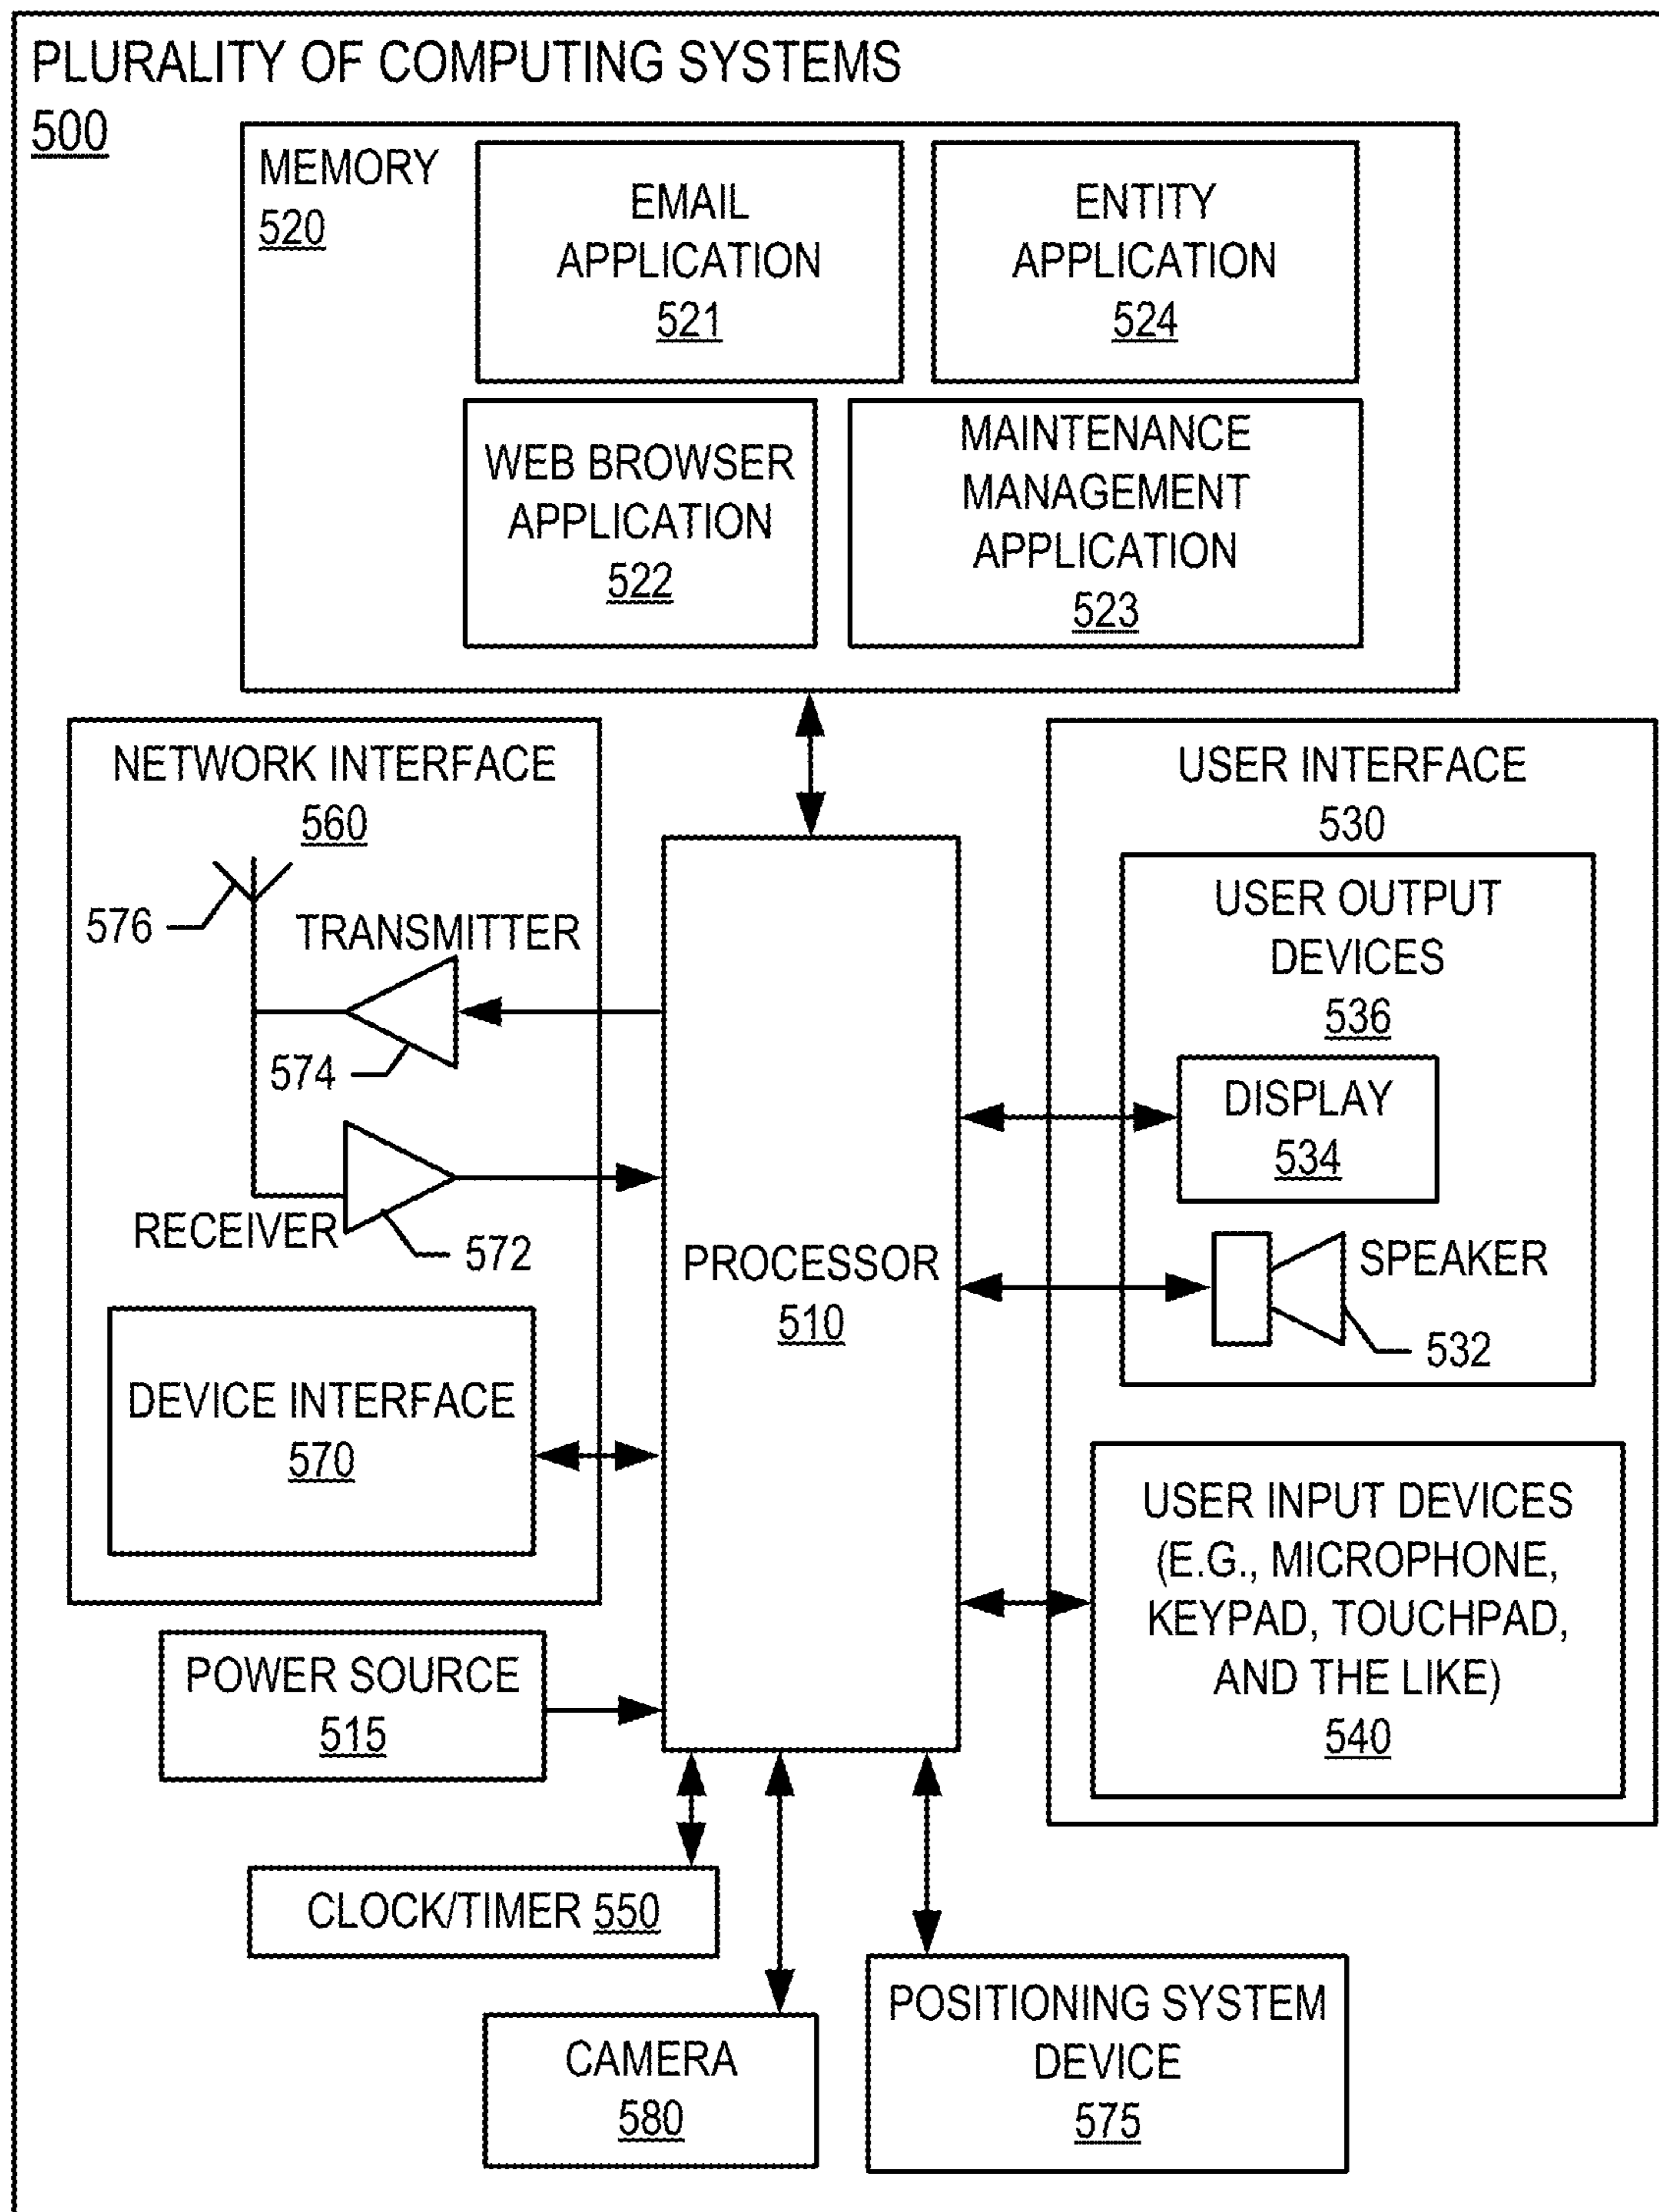 PLURALITY OF COMPUTING SYSTEMS
500
MEMORY
520
EMAIL
APPLICATION
521
ENTITY
APPLICATION
524
WEB BROWSER
APPLICATION
522
MAINTENANCE
MANAGEMENT
APPLICATION
523
NETWORK INTERFACE
560
576
TRANSMITTER
574
RECEIVER
572
DEVICE INTERFACE
570
PROCESSOR
510
USER INTERFACE
530
USER OUTPUT
DEVICES
536
DISPLAY
534
SPEAKER
532
USER INPUT DEVICES
(E.G., MICROPHONE,
KEYPAD, TOUCHPAD,
AND THE LIKE)
540
POWER SOURCE
515
CLOCK/TIMER 550
CAMERA
580
POSITIONING SYSTEM
DEVICE
575